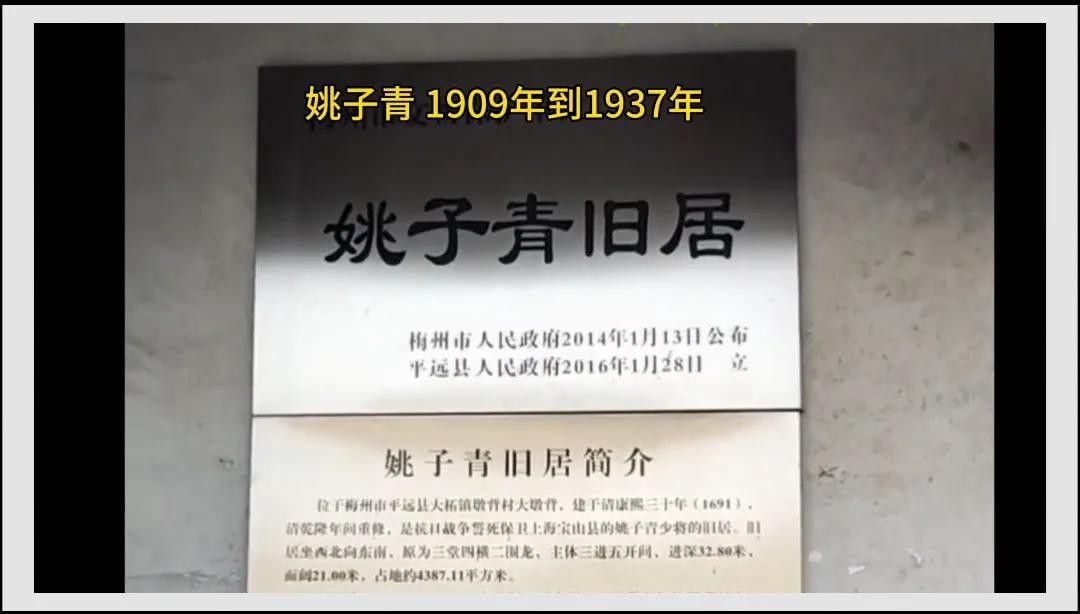 姚子青 1909年到1937年
姚子青旧居
梅州市人民政府2014年1月13日公布
平远县人民政府2016年1月28日 立
姚子青旧居简介
位于梅州市平远县大柘镇墩背村大墩背，建于清康熙三十年（1691），
清乾隆年间重修，是抗日战争誓死保卫上海宝山县的姚子青少将的旧居。旧
居坐西北向东南、原为三堂四横二围龙、主体三进五开间、进深32.80米，
面阔21.00米，占地约4387.11平方米。